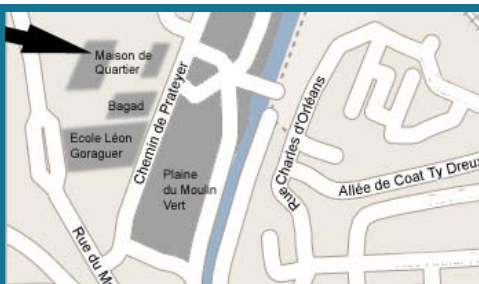 Maison de
Quartier
Bagad
Ecole Léon
Goraguer
Chemin de Prateyer
Plaine
du Moulin
Vert
Rue Charles d'Orléans
Allée de Coat Ty Dreux
Rue du